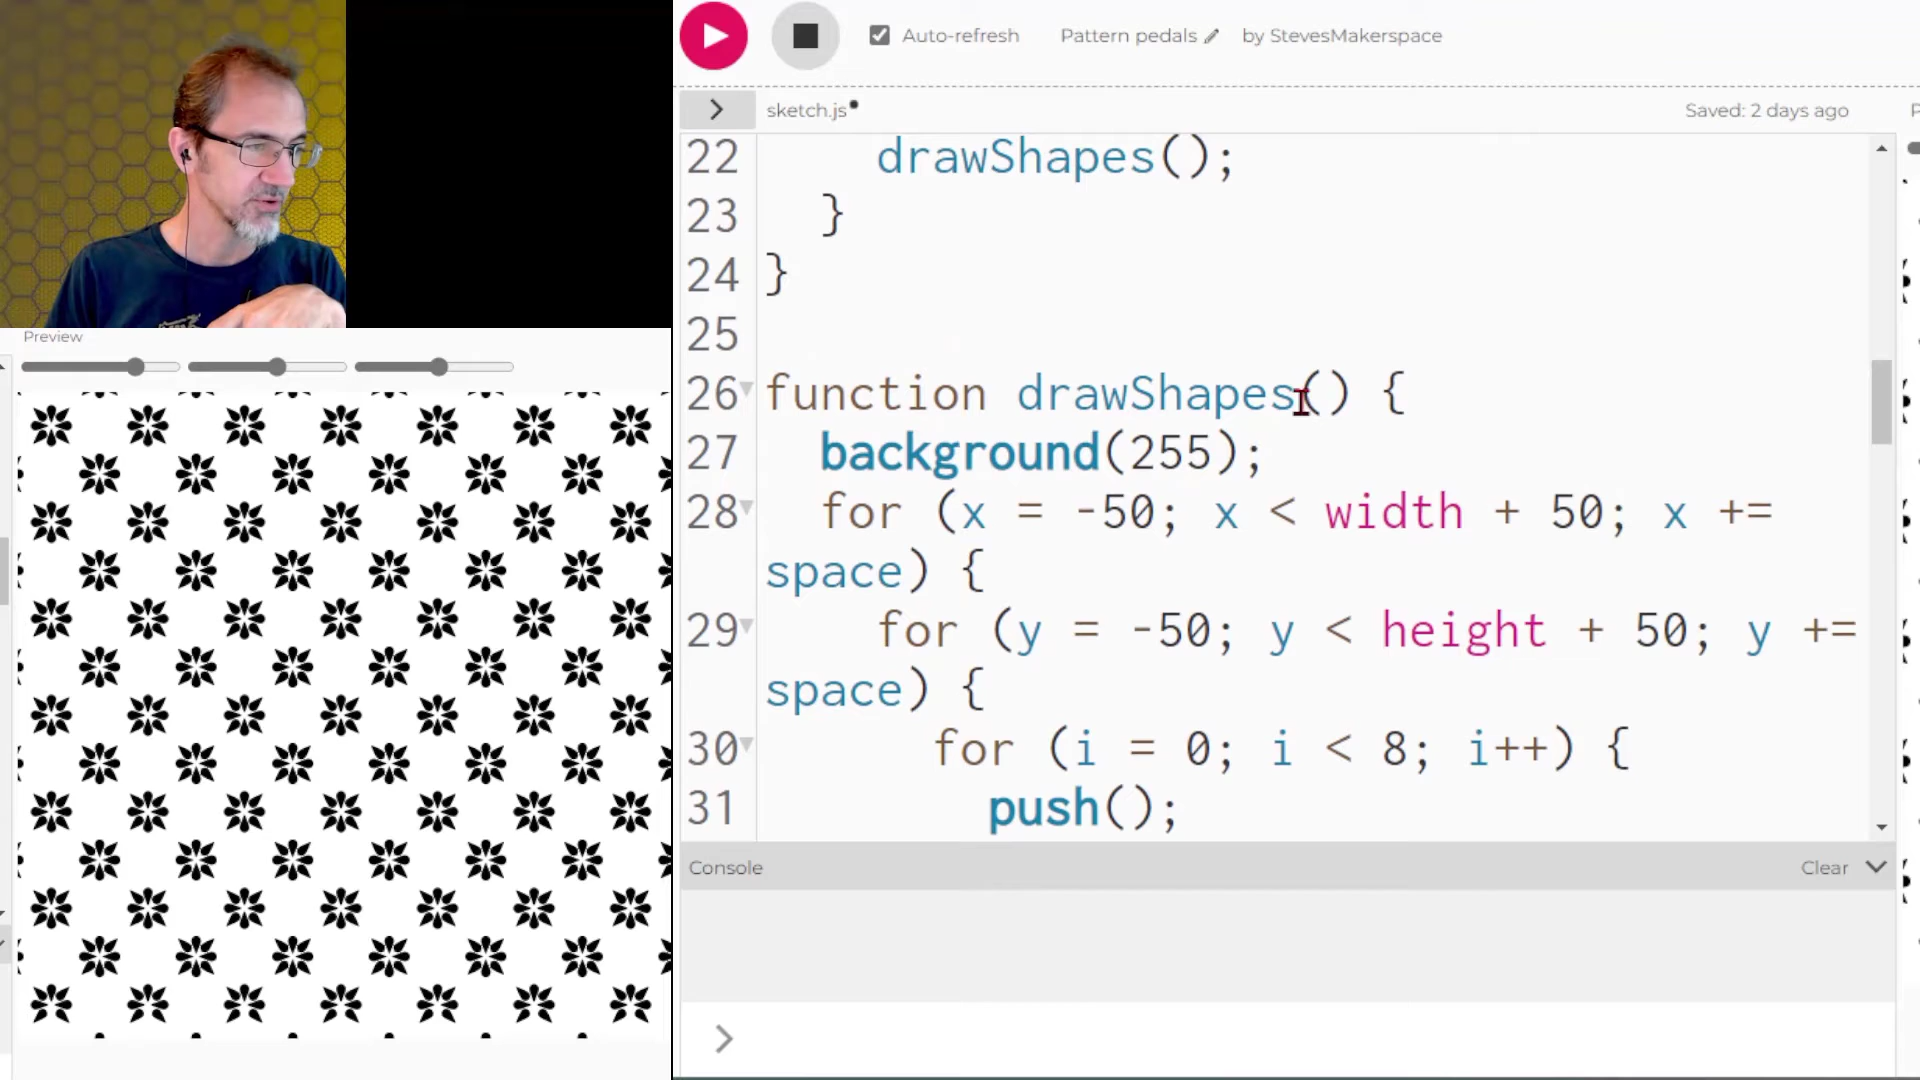 Auto-refresh Pattern pedals by StevesMakerspace
sketch.js Saved: 2 days ago
22 drawShapes();
23 }
24 }
25
26 function drawShapes() {
27 background(255);
28 for (x = -50; x < width + 50; x +=
space) {
29 for (y = -50; y < height + 50; y +=
space) {
30 for (i = 0; i < 8; i++) {
31 push();
Console Clear
>
Preview